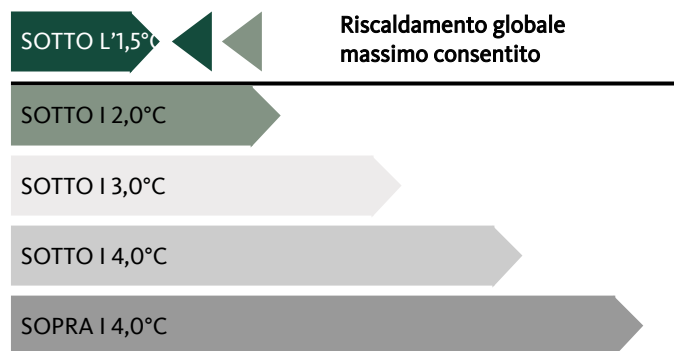 SOTTO L'1,5°C
Riscaldamento globale
massimo consentito
SOTTO I 2,0°C
SOTTO I 3,0°C
SOTTO I 4,0°C
SOPRA I 4,0°C